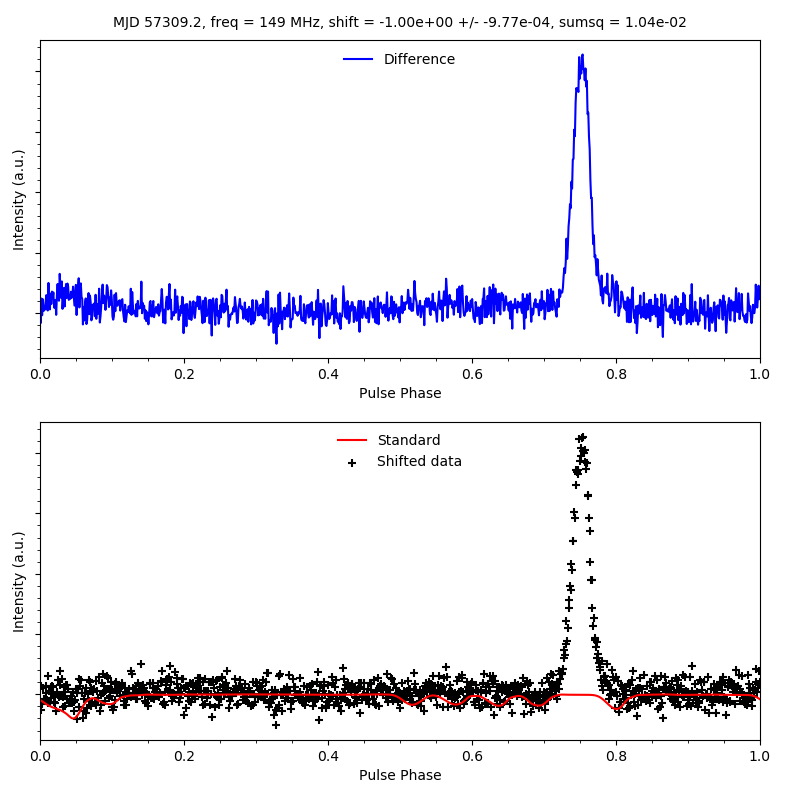 MJD 57309.2, freq = 149 MHz, shift = -1.00e+00 +/- -9.77e-04, sumsq = 1.04e-02
Difference
Intensity (a.u.)
0.0 0.2 0.4 0.6 0.8 1.0
Pulse Phase
Standard
Shifted data
Intensity (a.u.)
0.0 0.2 0.4 0.6 0.8 1.0
Pulse Phase